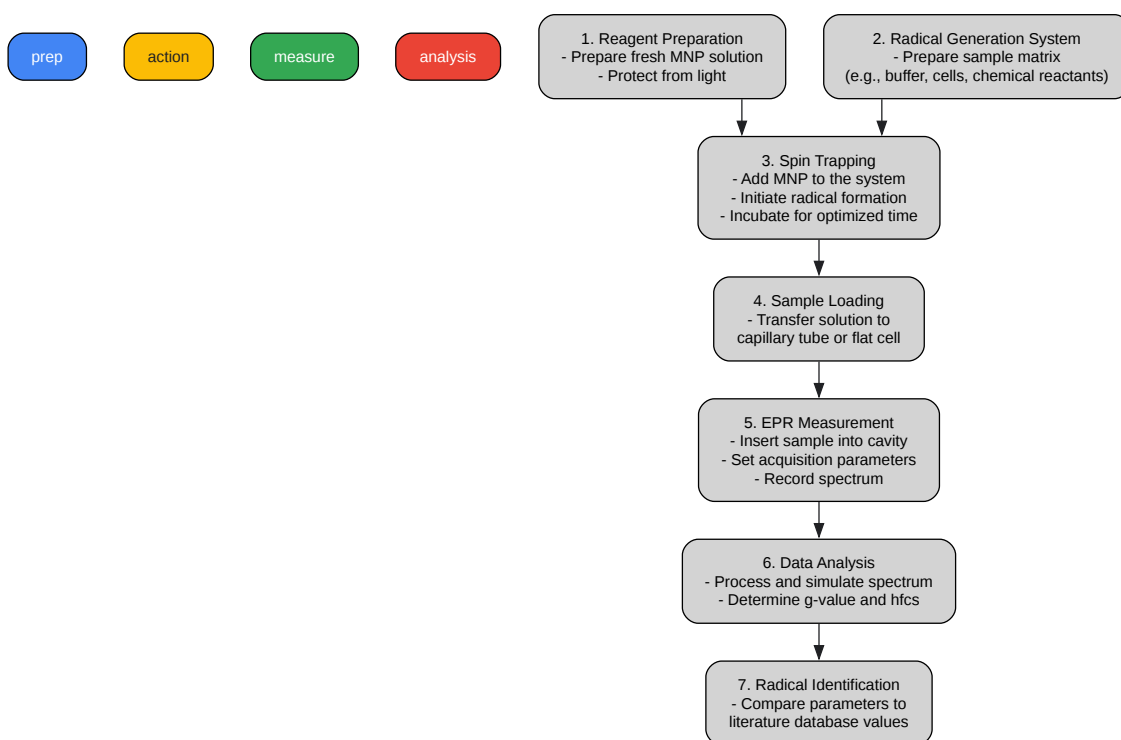 prep
action
measure
analysis
1. Reagent Preparation
- Prepare fresh MNP solution
- Protect from light
2. Radical Generation System
- Prepare sample matrix
(e.g., buffer, cells, chemical reactants)
3. Spin Trapping
- Add MNP to the system
- Initiate radical formation
- Incubate for optimized time
4. Sample Loading
- Transfer solution to
capillary tube or flat cell
5. EPR Measurement
- Insert sample into cavity
- Set acquisition parameters
- Record spectrum
6. Data Analysis
- Process and simulate spectrum
- Determine g-value and hfcs
7. Radical Identification
- Compare parameters to
literature database values